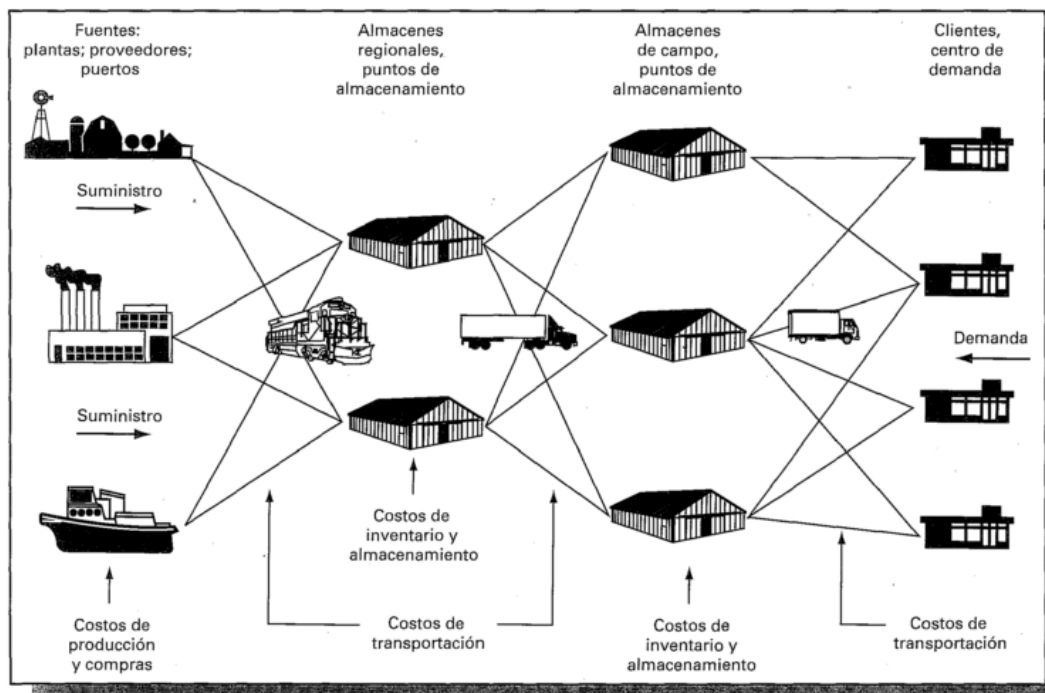 Fuentes:
plantas; proveedores;
puertos
Almacenes
regionales,
puntos de
almacenamiento
Almacenes
de campo,
puntos de
almacenamiento
Clientes,
centro de
demanda
Suministro
Demanda
Suministro
Costos de
inventario y
almacenamiento
Costos de
producción
y compras
Costos de
transportación
Costos de
inventario y
almacenamiento
Costos de
transportación